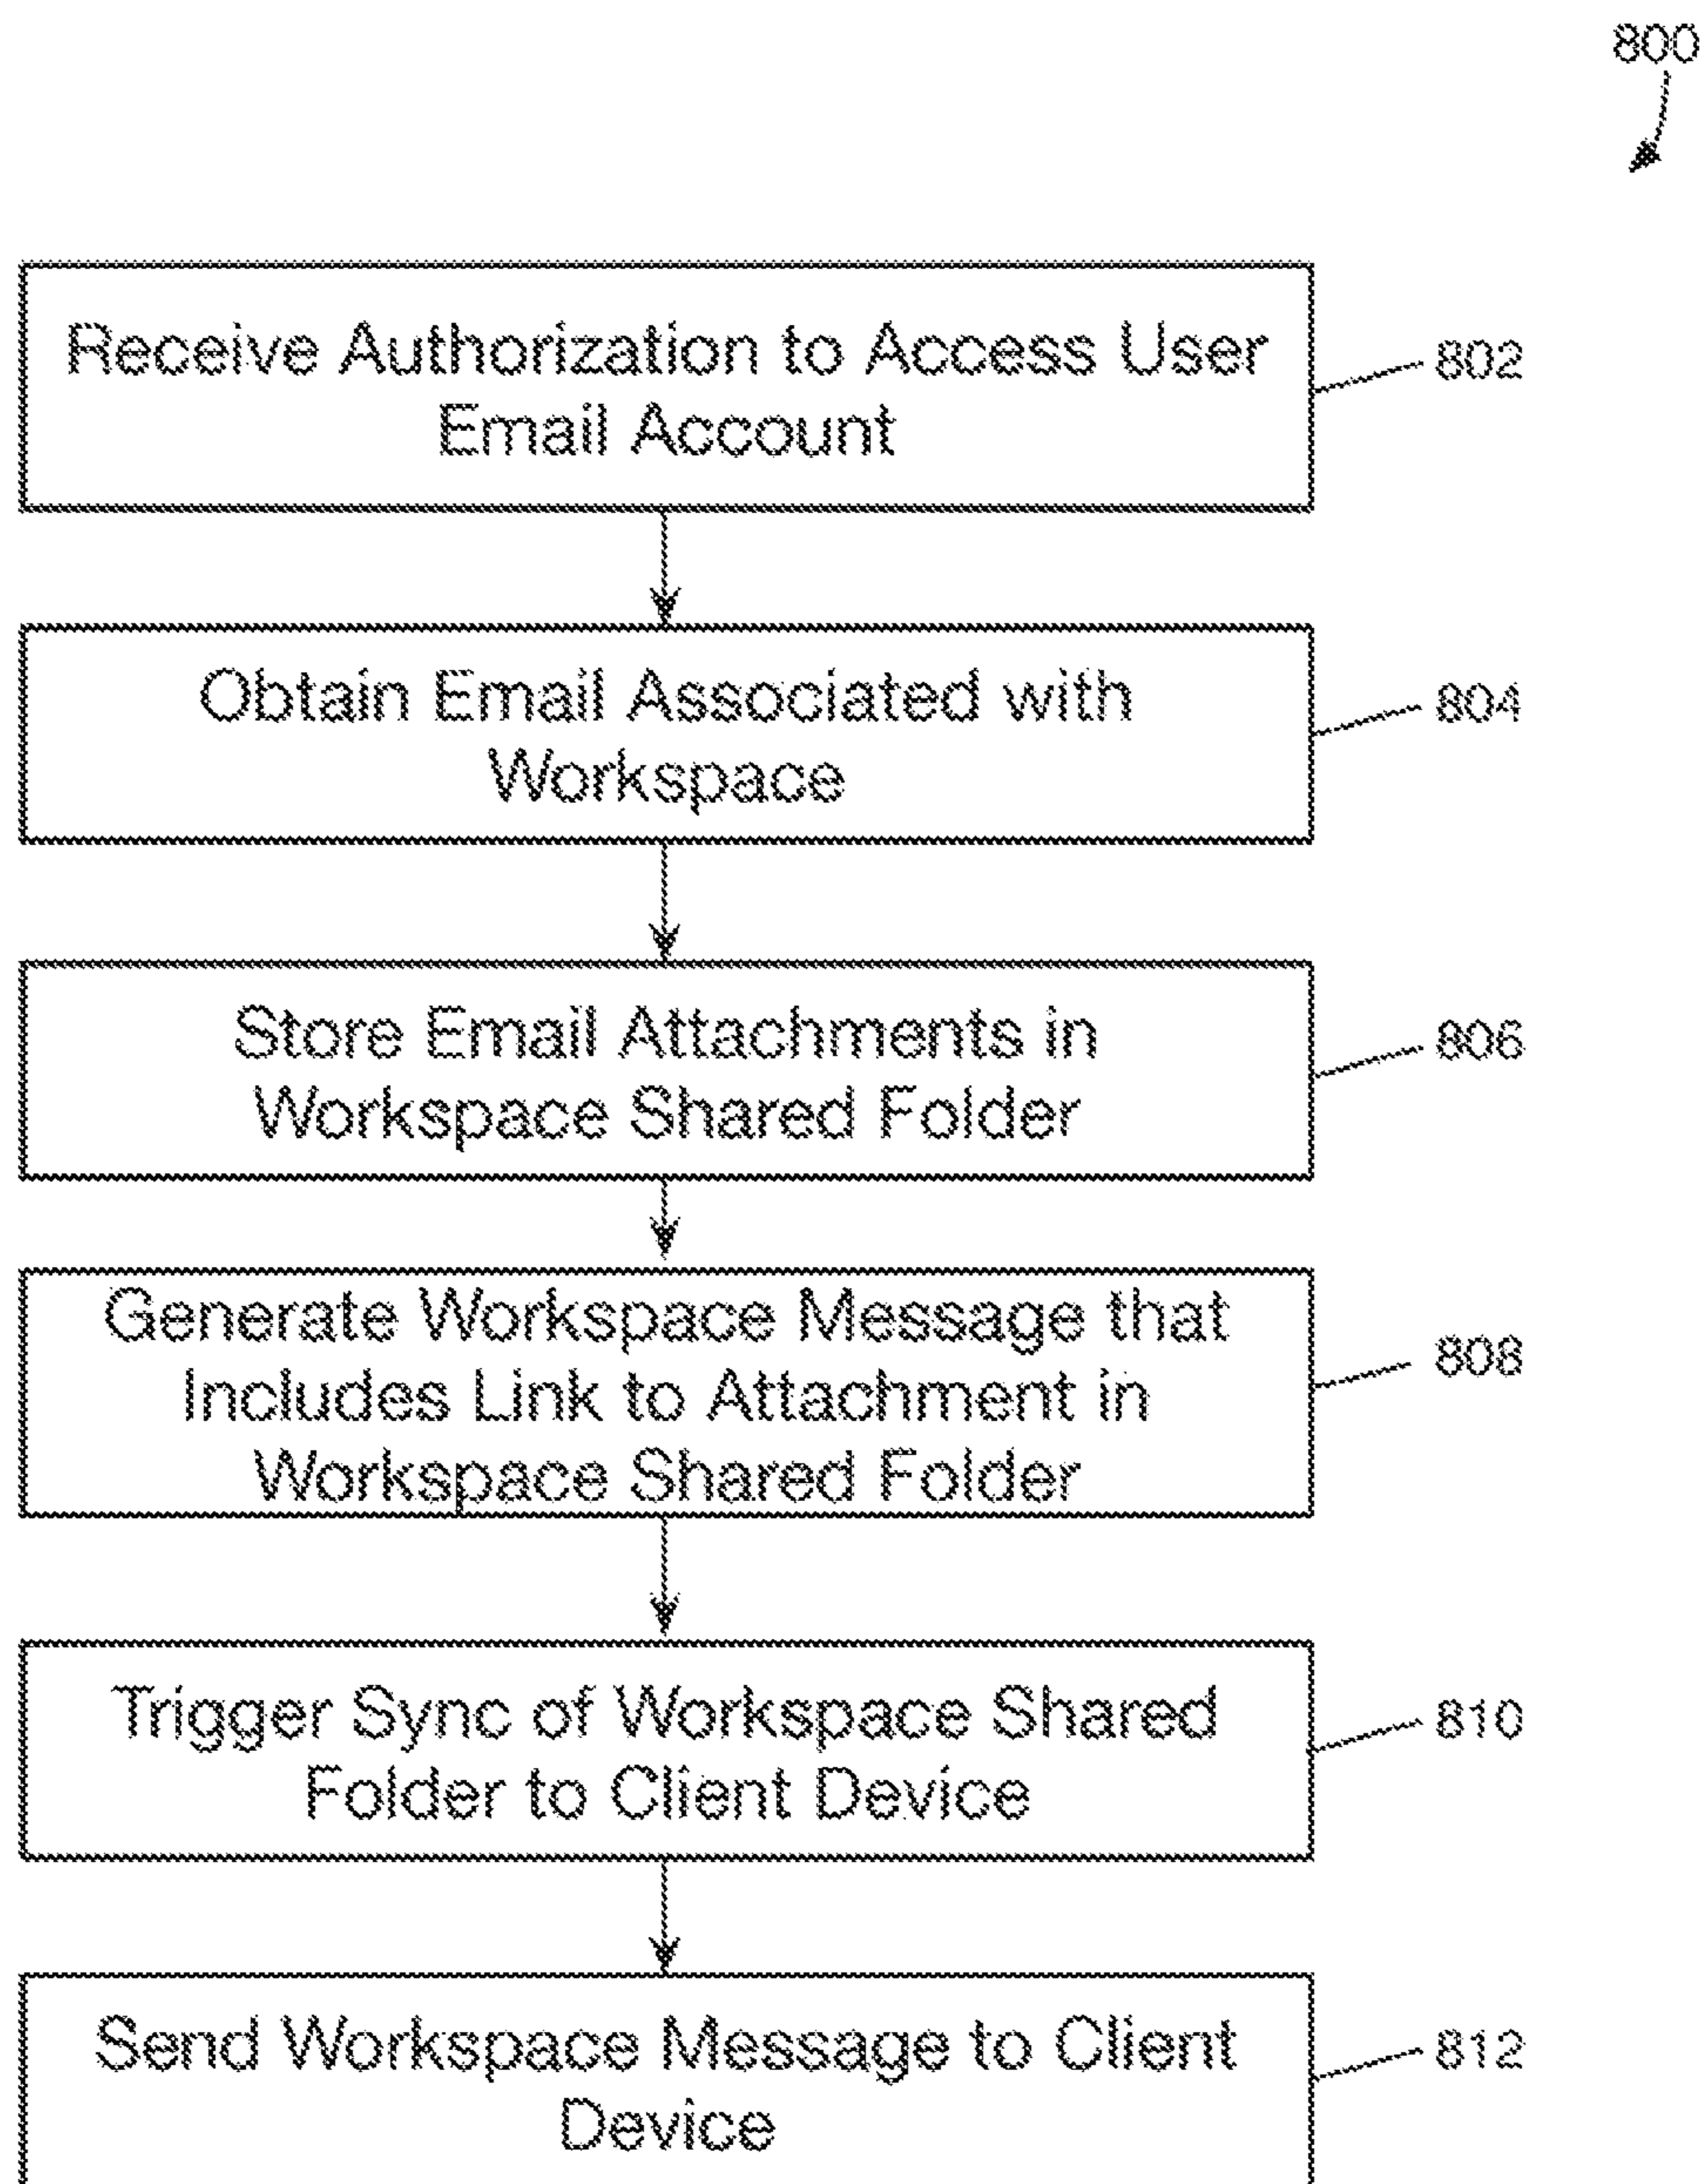 800
Receive Authorization to Access User
Email Account
802
Obtain Email Associated with
Workspace
804
Store Email Attachments in
Workspace Shared Folder
806
Generate Workspace Message that
Includes Link to Attachment in
Workspace Shared Folder
808
Trigger Sync of Workspace Shared
Folder to Client Device
810
Send Workspace Message to Client
Device
812